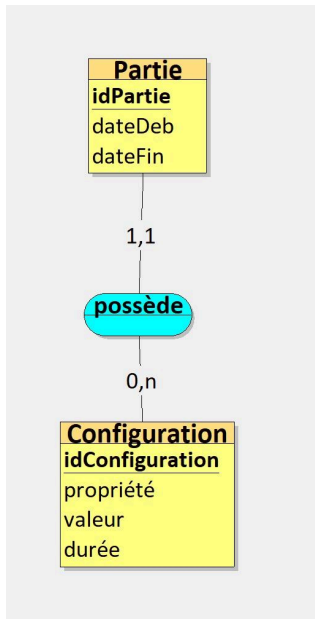 Partie
idPartie
dateDeb
dateFin
1,1
possède
0,n
Configuration
idConfiguration
propriété
valeur
durée